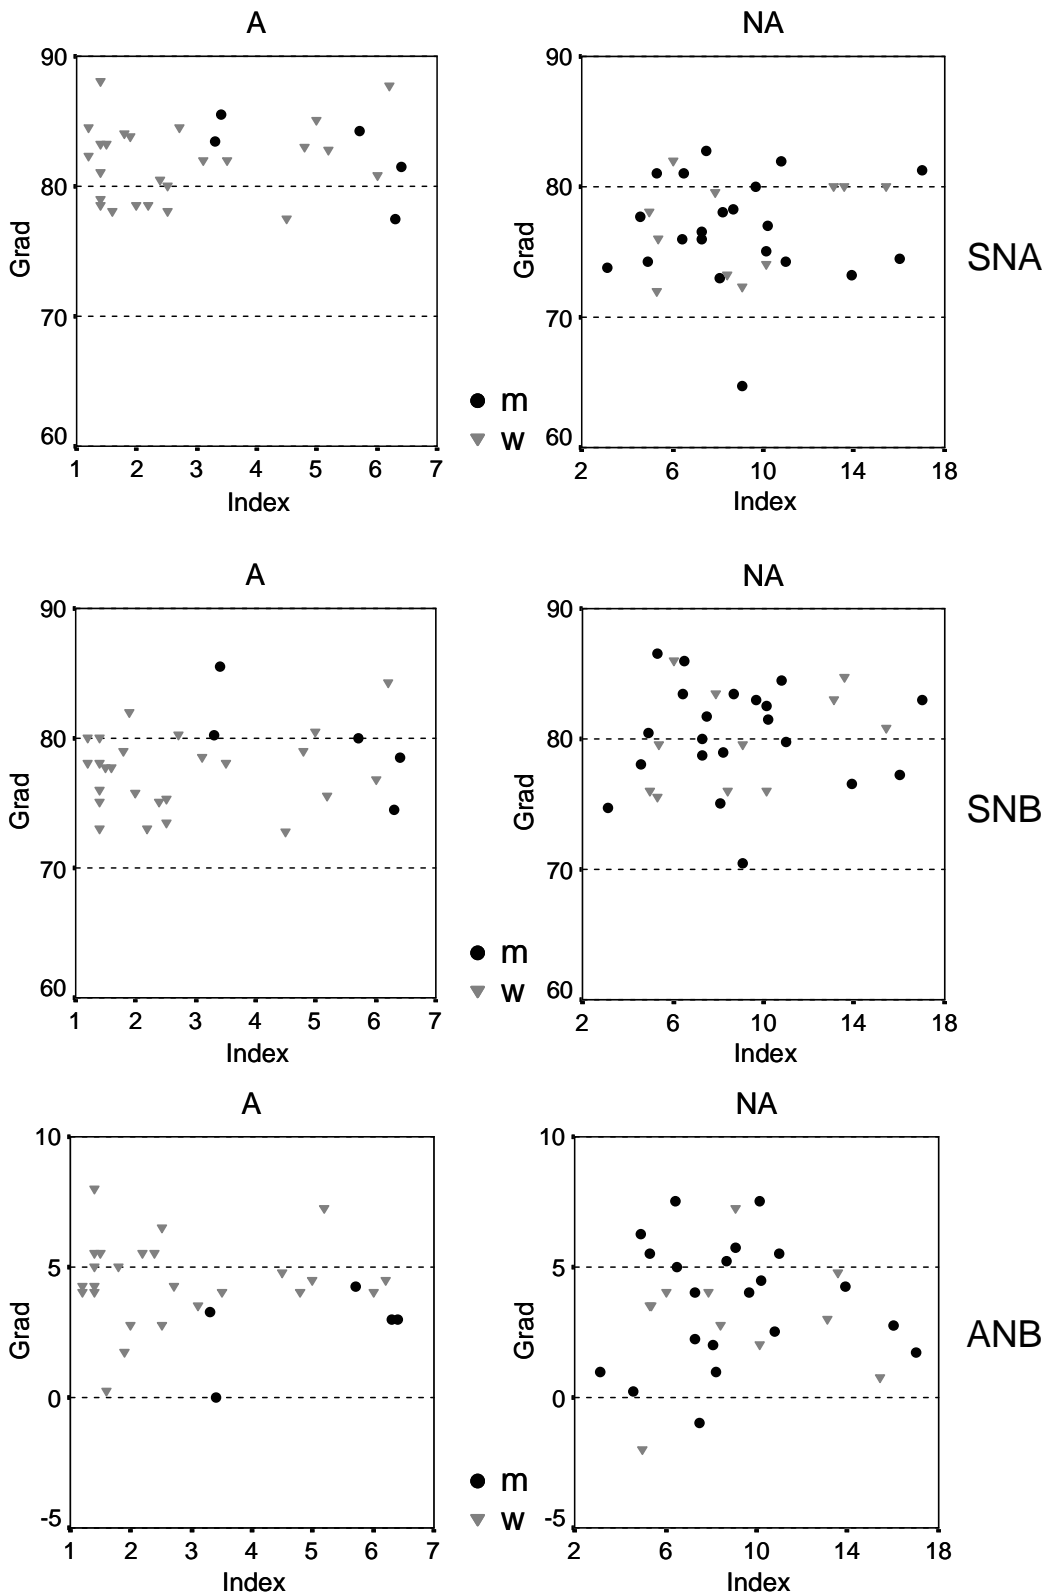 A NA
90 90
80 80
Grad Grad SNA
70 70
m
w
60 60
1 2 3 4 5 6 7 2 6 10 14 18
Index Index
A NA
90 90
80 80
Grad Grad SNB
70 70
m
w
60 60
1 2 3 4 5 6 7 2 6 10 14 18
Index Index
A NA
10 10
5 5
Grad Grad ANB
0 0
m
w
-5 -5
1 2 3 4 5 6 7 2 6 10 14 18
Index Index